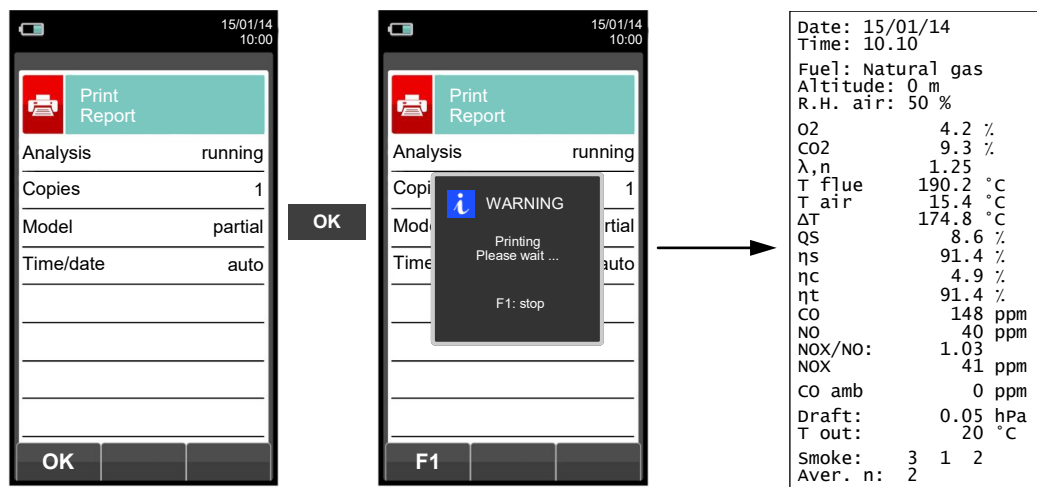 15/01/14
10:00
Print
Report
Analysis running
Copies 1
Model partial
Time/date auto
OK
OK
15/01/14
10:00
Print
Report
Analysis running
Copi 1
Mod rtial
Time auto
i WARNING
Printing
Please wait ...
F1: stop
F1
Date: 15/01/14
Time: 10.10
Fuel: Natural gas
Altitude: 0 m
R.H. air: 50 %
O2 4.2 %
CO2 9.3 %
λ,n 1.25
T flue 190.2 °C
T air 15.4 °C
ΔT 174.8 °C
QS 8.6 %
ηs 91.4 %
ηc 4.9 %
ηt 91.4 %
CO 148 ppm
NO 40 ppm
NOX/NO: 1.03
NOX 41 ppm
CO amb 0 ppm
Draft: 0.05 hPa
T out: 20 °C
Smoke: 3 1 2
Aver. n: 2